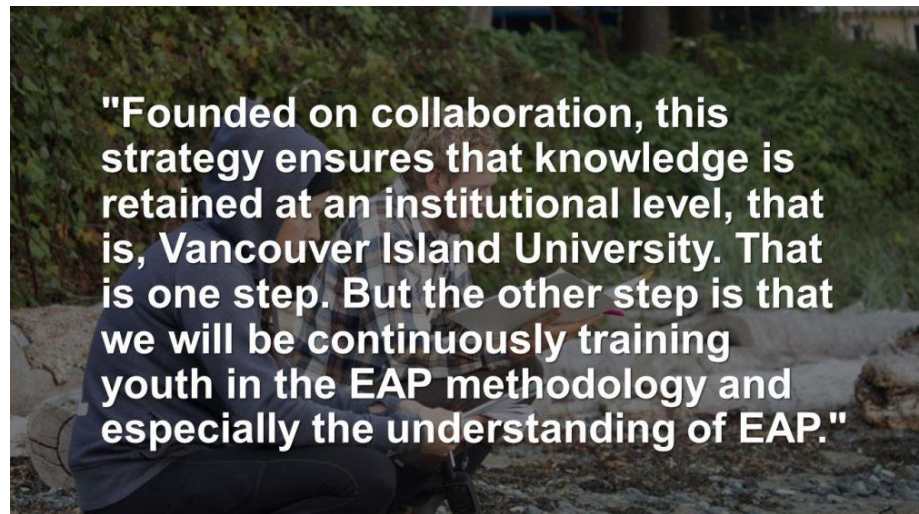 "Founded on collaboration, this
strategy ensures that knowledge is
retained at an institutional level, that
is, Vancouver Island University. That
is one step. But the other step is that
we will be continuously training
youth in the EAP methodology and
especially the understanding of EAP."